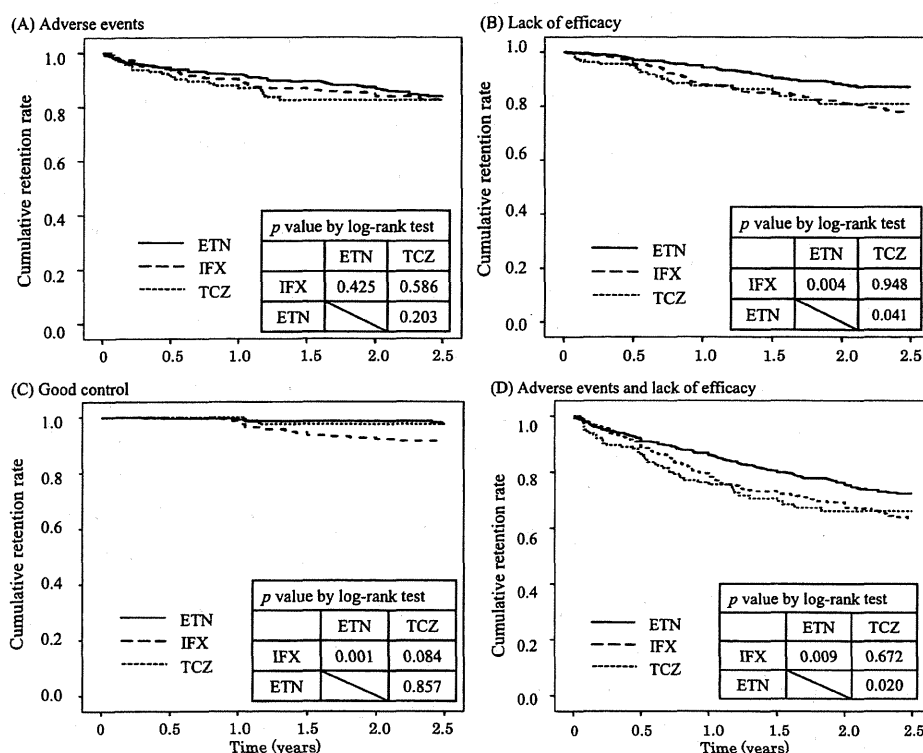 (A) Adverse events
Cumulative retention rate
1.0
0.8
0.6
0.4
0.2
0.0
ETN
IFX
TCZ
p value by log-rank test
ETN TCZ
IFX 0.425 0.586
ETN 0.203
0 0.5 1.0 1.5 2.0 2.5
(B) Lack of efficacy
Cumulative retention rate
1.0
0.8
0.6
0.4
0.2
0.0
ETN
IFX
TCZ
p value by log-rank test
ETN TCZ
IFX 0.004 0.948
ETN 0.041
0 0.5 1.0 1.5 2.0 2.5
(C) Good control
Cumulative retention rate
1.0
0.8
0.6
0.4
0.2
0.0
ETN
IFX
TCZ
p value by log-rank test
ETN TCZ
IFX 0.001 0.084
ETN 0.857
0 0.5 1.0 1.5 2.0 2.5
Time (years)
(D) Adverse events and lack of efficacy
Cumulative retention rate
1.0
0.8
0.6
0.4
0.2
0.0
ETN
IFX
TCZ
p value by log-rank test
ETN TCZ
IFX 0.009 0.672
ETN 0.020
0 0.5 1.0 1.5 2.0 2.5
Time (years)